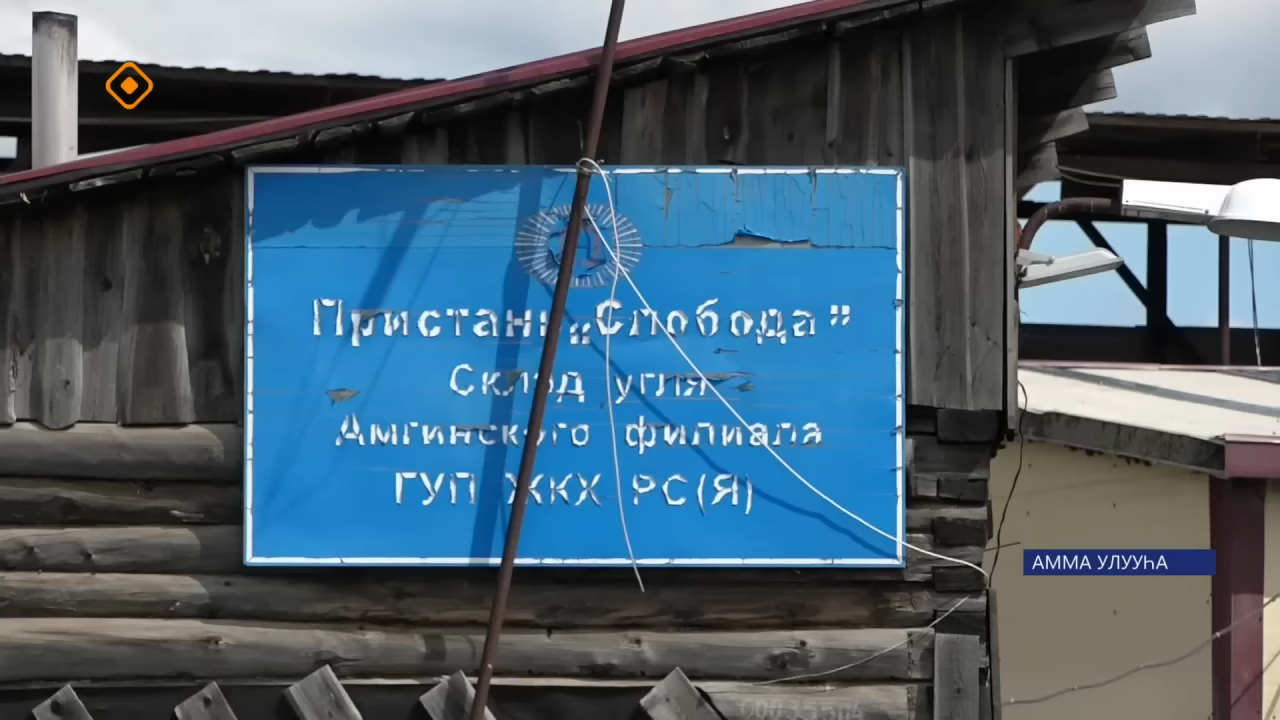 Пристань „Слобода”
Склад угля
Амгинского филиала
ГУП ЖКХ РС(Я)
АММА УЛУУҺА